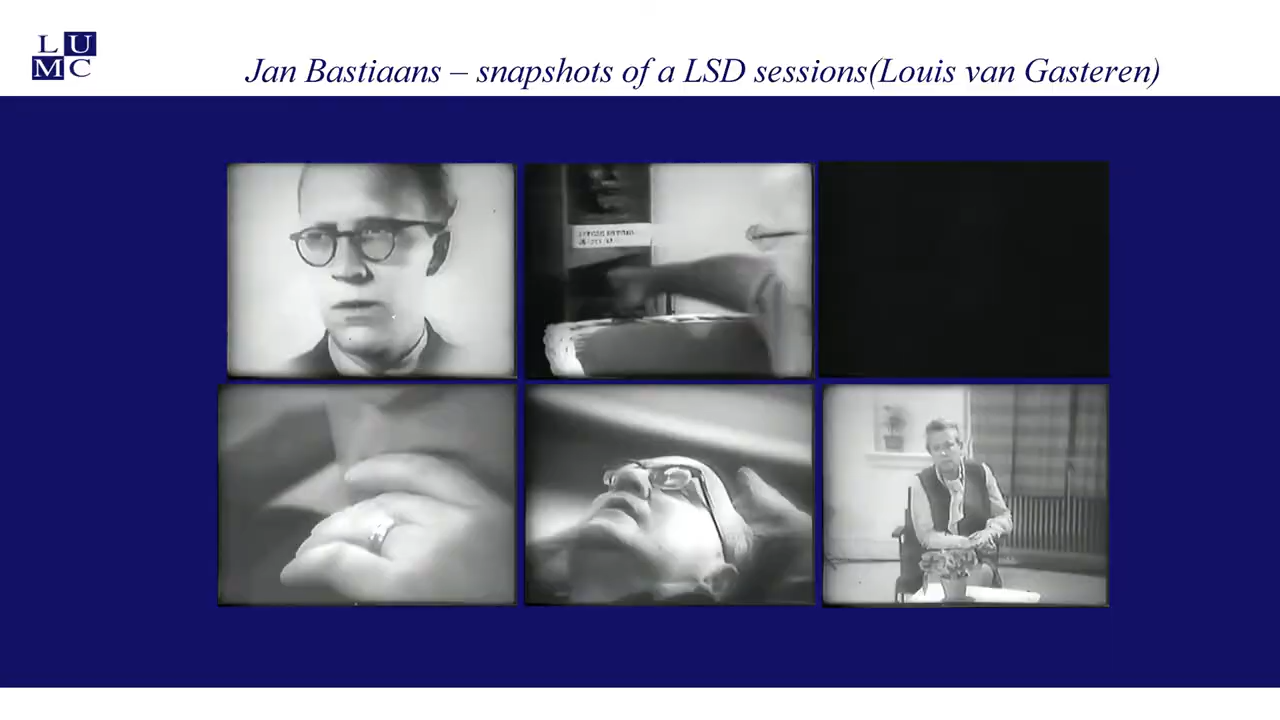 L U
M C
Jan Bastiaans – snapshots of a LSD sessions(Louis van Gasteren)